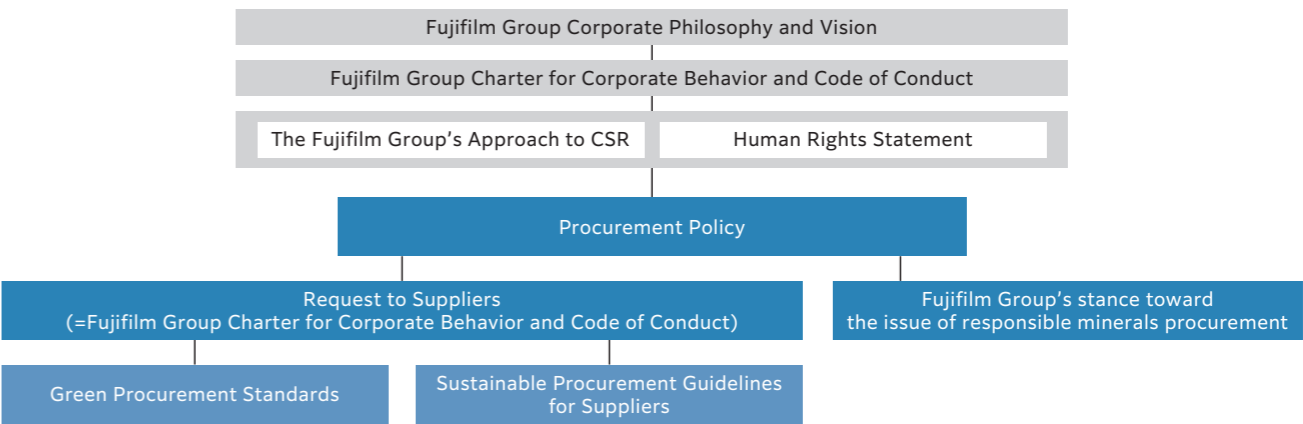 Fujifilm Group Corporate Philosophy and Vision
Fujifilm Group Charter for Corporate Behavior and Code of Conduct
The Fujifilm Group's Approach to CSR
Human Rights Statement
Procurement Policy
Request to Suppliers
(=Fujifilm Group Charter for Corporate Behavior and Code of Conduct)
Fujifilm Group's stance toward
the issue of responsible minerals procurement
Green Procurement Standards
Sustainable Procurement Guidelines
for Suppliers